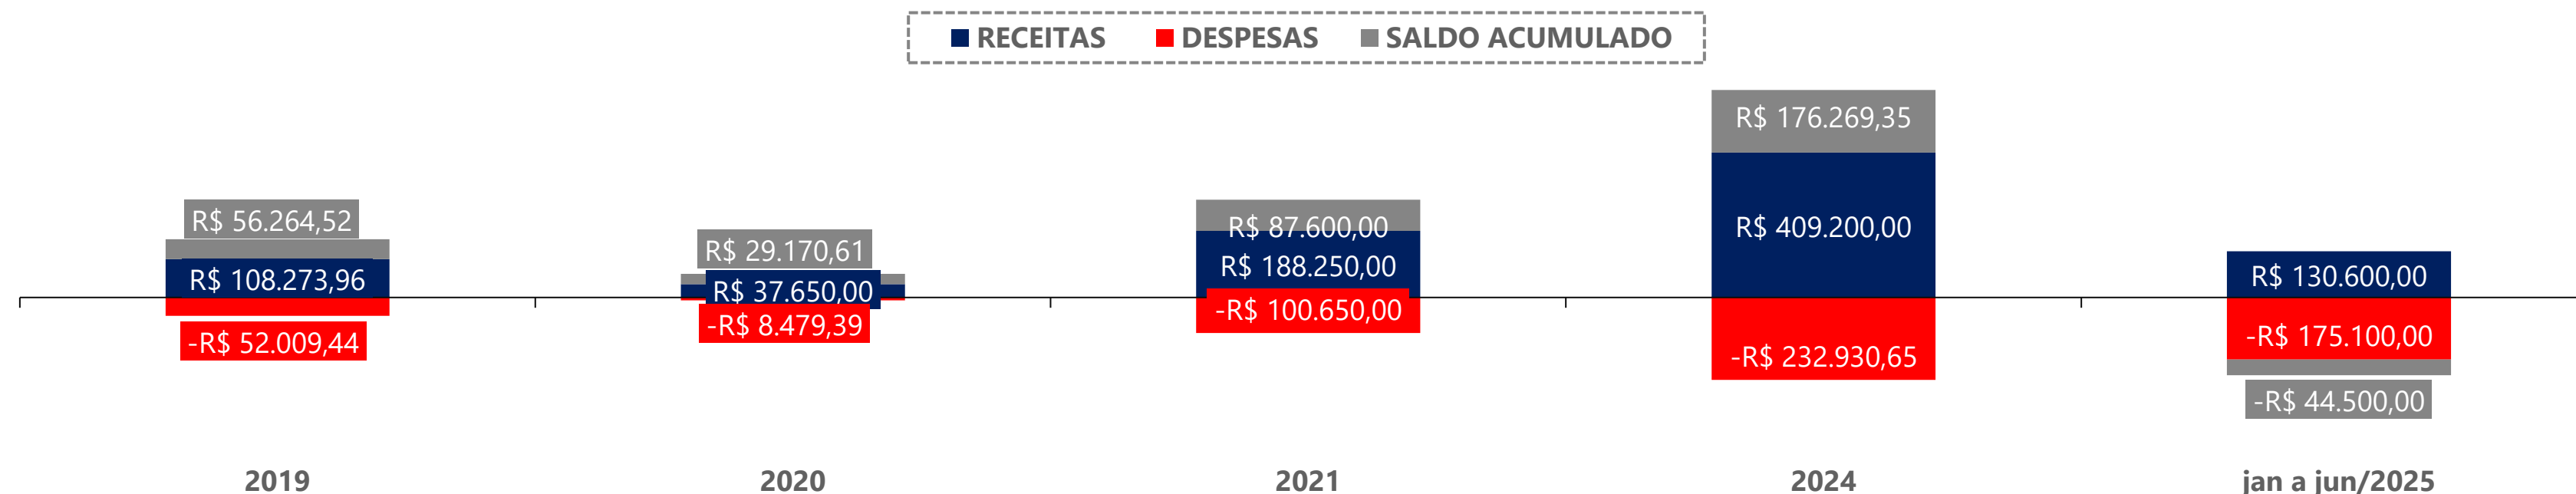 RECEITAS DESPESAS SALDO ACUMULADO
R$ 56.264,52
R$ 108.273,96
-R$ 52.009,44
R$ 29.170,61
R$ 37.650,00
-R$ 8.479,39
R$ 87.600,00
R$ 188.250,00
-R$ 100.650,00
R$ 176.269,35
R$ 409.200,00
-R$ 232.930,65
R$ 130.600,00
-R$ 175.100,00
-R$ 44.500,00
2019 2020 2021 2024 jan a jun/2025